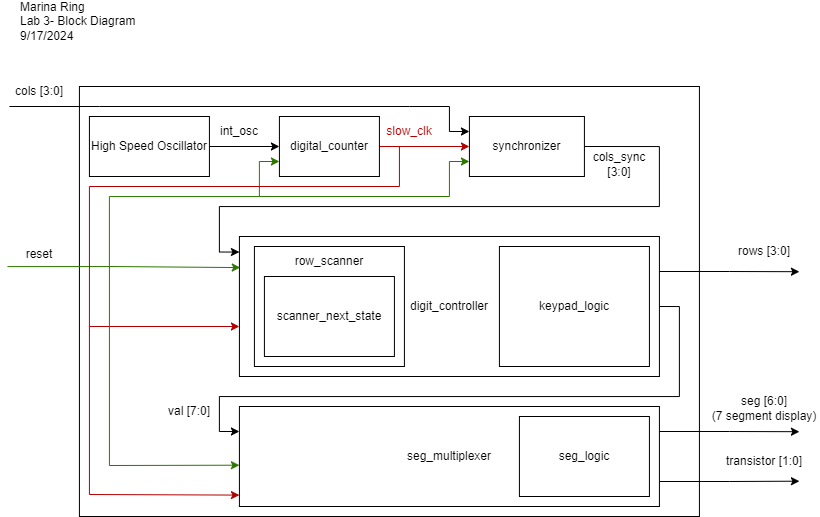 Marina Ring
Lab 3- Block Diagram
9/17/2024
cols [3:0]
High Speed Oscillator
int_osc
digital_counter
slow_clk
synchronizer
cols_sync
[3:0]
reset
row_scanner
scanner_next_state
digit_controller
keypad_logic
rows [3:0]
val [7:0]
seg_multiplexer
seg_logic
seg [6:0]
(7 segment display)
transistor [1:0]